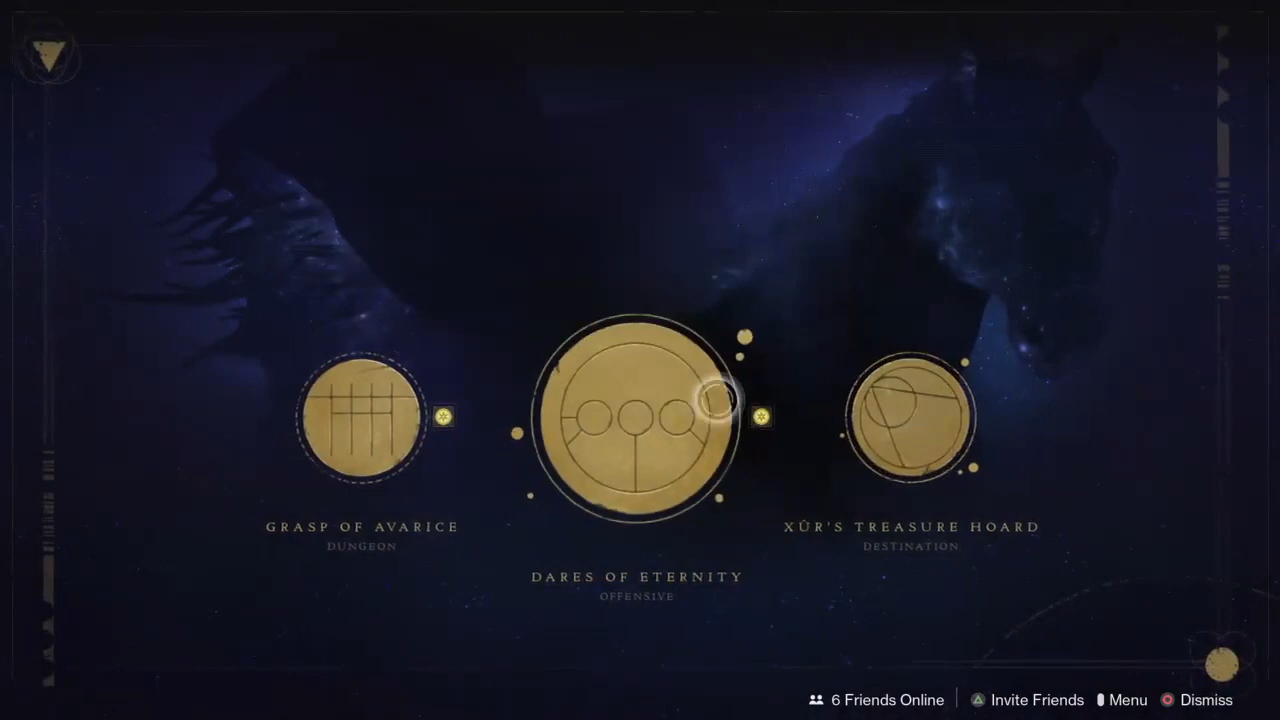 GRASP OF AVARICE
DUNGEON
XÛR'S TREASURE HOARD
DESTINATION
DARES OF ETERNITY
OFFENSIVE
6 Friends Online
Invite Friends
Menu
Dismiss